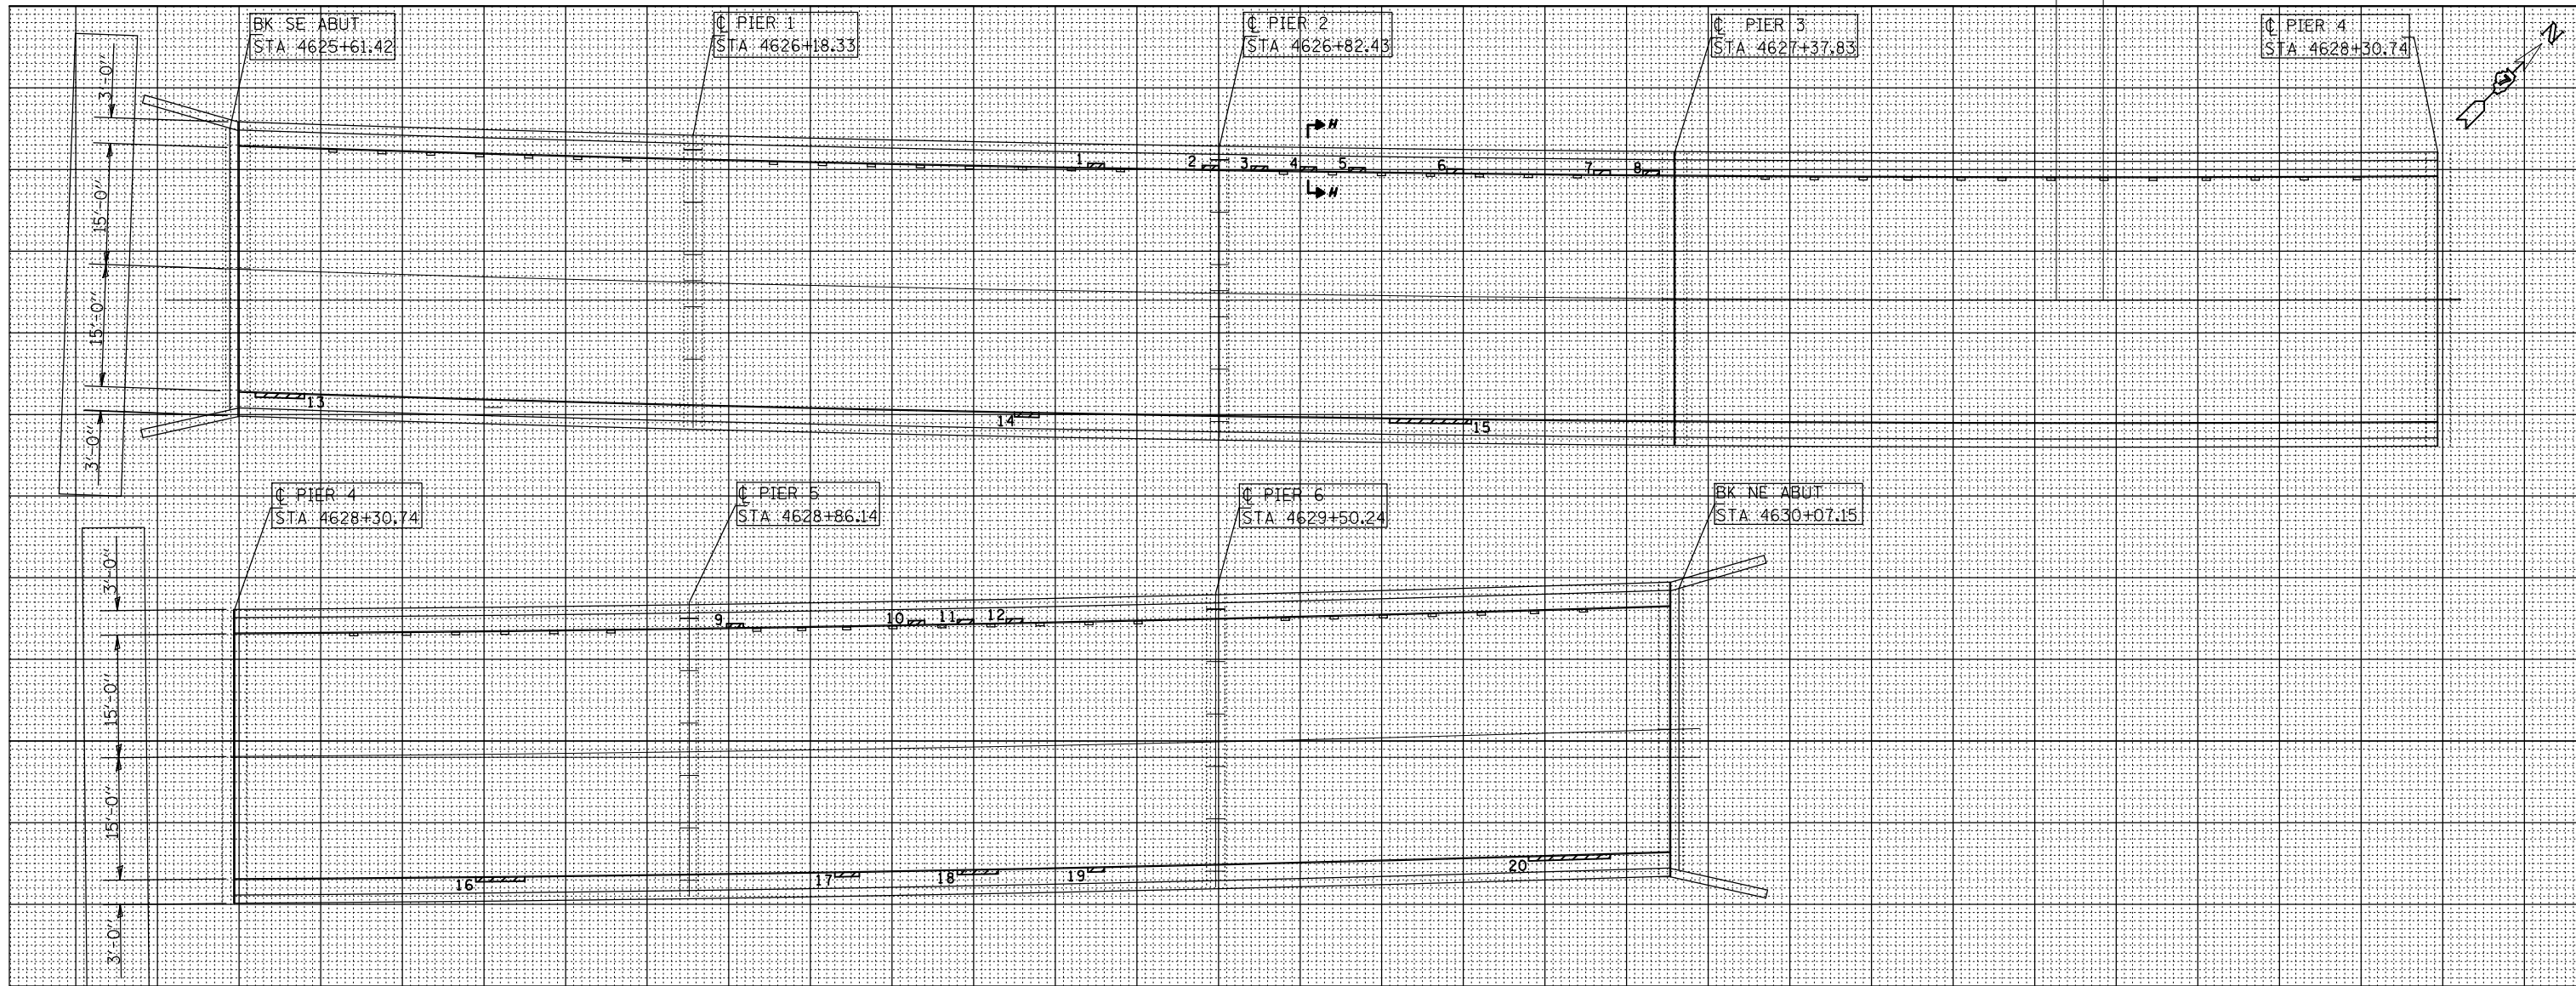 BK SE ABUT
STA 4625+61.42
℄ PIER 1
STA 4626+18.33
℄ PIER 2
STA 4626+82.43
℄ PIER 3
STA 4627+37.83
℄ PIER 4
STA 4628+30.74
N
3'-0"
15'-0"
15'-0"
3'-0"
H
H
1
2
3
4
5
6
7
8
13
14
15
℄ PIER 4
STA 4628+30.74
℄ PIER 5
STA 4628+86.14
℄ PIER 6
STA 4629+50.24
BK NE ABUT
STA 4630+07.15
3'-0"
15'-0"
15'-0"
3'-0"
9
10
11
12
16
17
18
19
20